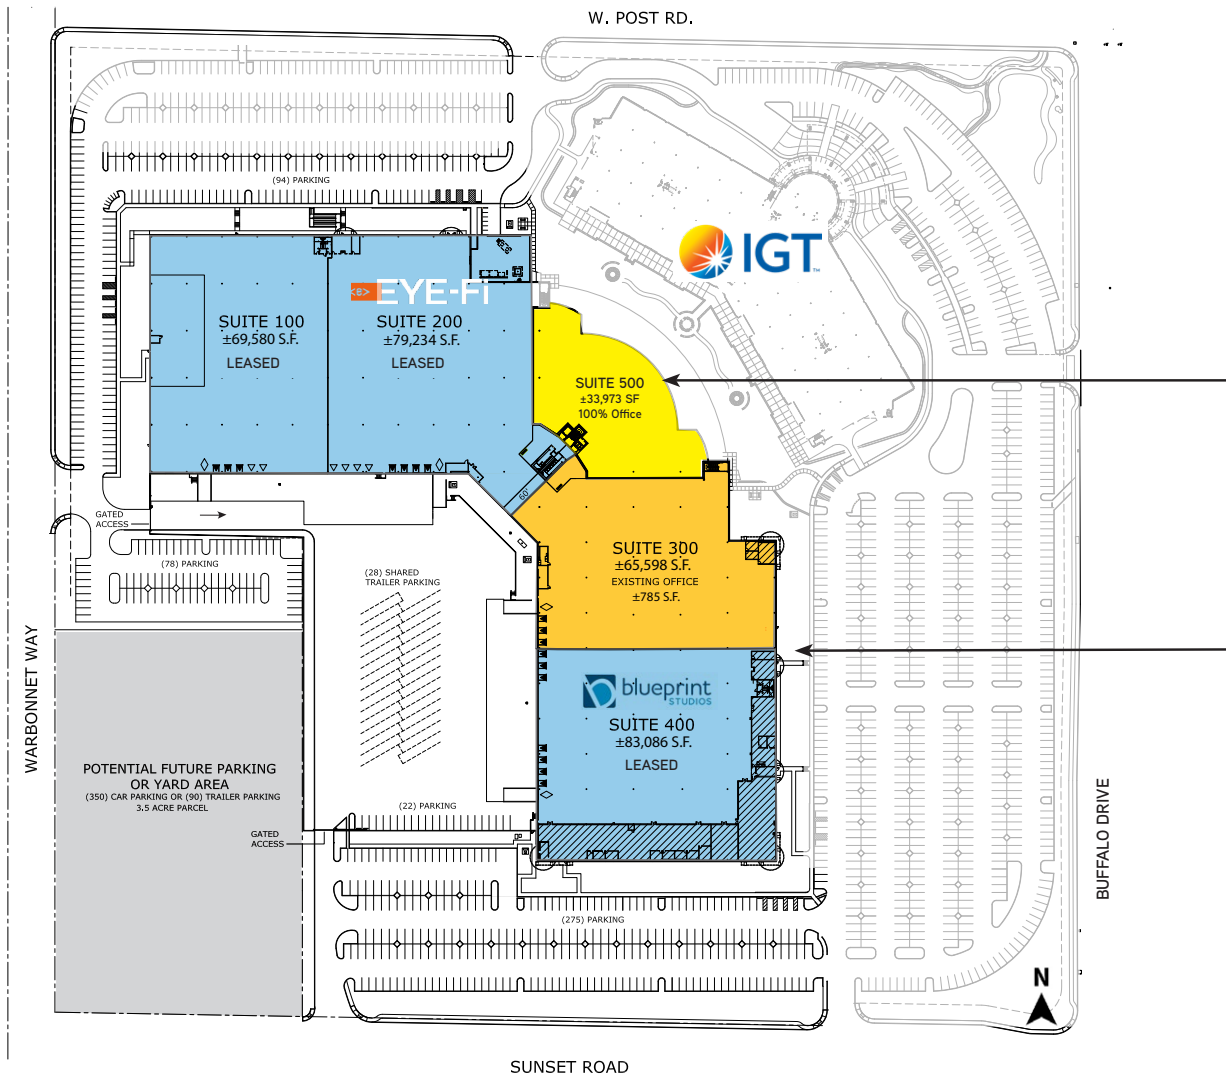 W. POST RD.
(94) PARKING
IGT
<e> EYE-Fi
SUITE 100
±69,580 S.F.
LEASED
SUITE 200
±79,234 S.F.
LEASED
SUITE 500
±33,973 SF
100% Office
60'
GATED
ACCESS
(78) PARKING
(28) SHARED
TRAILER PARKING
SUITE 300
±65,598 S.F.
EXISTING OFFICE
±785 S.F.
WARBONNET WAY
blueprint
STUDIOS
SUITE 400
±83,086 S.F.
LEASED
POTENTIAL FUTURE PARKING
OR YARD AREA
(350) CAR PARKING OR (90) TRAILER PARKING
3.5 ACRE PARCEL
(22) PARKING
GATED
ACCESS
BUFFALO DRIVE
(275) PARKING
N
SUNSET ROAD